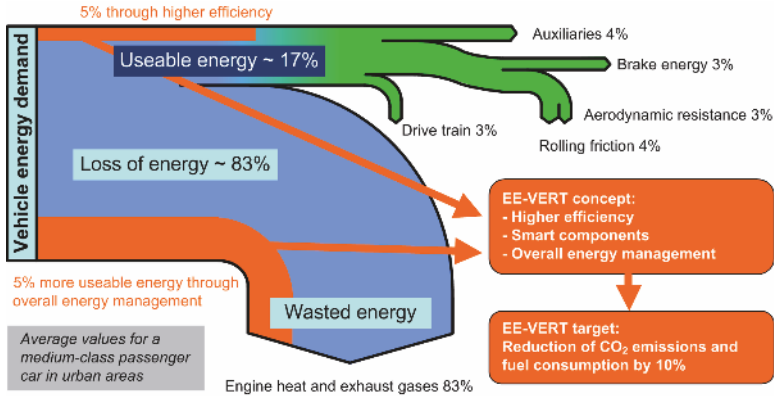 5% through higher efficiency
Vehicle energy demand
Useable energy ~ 17%
Auxiliaries 4%
Brake energy 3%
Aerodynamic resistance 3%
Drive train 3%
Rolling friction 4%
Loss of energy ~ 83%
EE-VERT concept:
- Higher efficiency
- Smart components
- Overall energy management
5% more useable energy through
overall energy management
Wasted energy
EE-VERT target:
Reduction of CO₂ emissions and
fuel consumption by 10%
Average values for a
medium-class passenger
car in urban areas
Engine heat and exhaust gases 83%